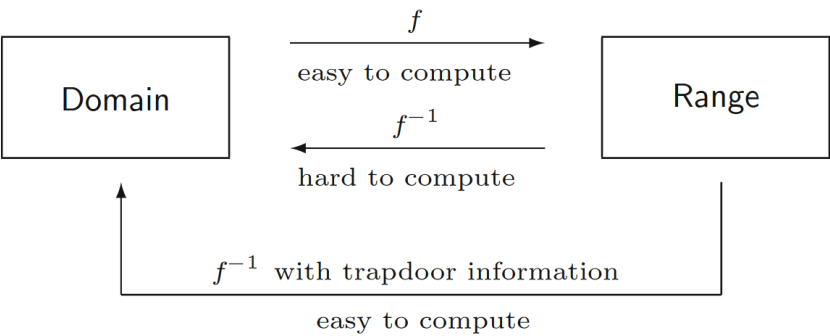 f
easy to compute
Domain
Range
f⁻¹
hard to compute
f⁻¹ with trapdoor information
easy to compute